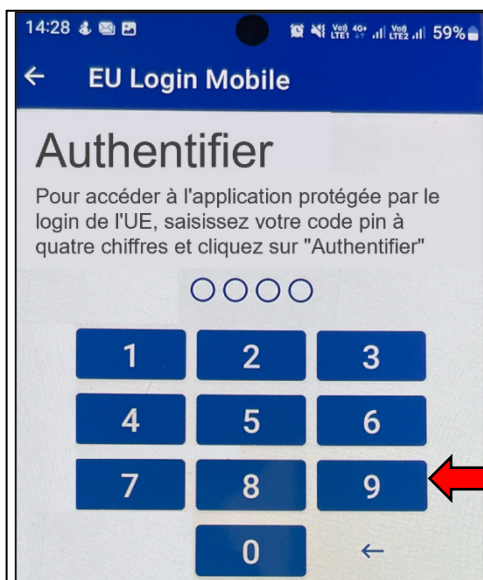 14:28 59%
← EU Login Mobile
Authentifier
Pour accéder à l'application protégée par le
login de l'UE, saisissez votre code pin à
quatre chiffres et cliquez sur "Authentifier"
1 2 3
4 5 6
7 8 9
0 ←